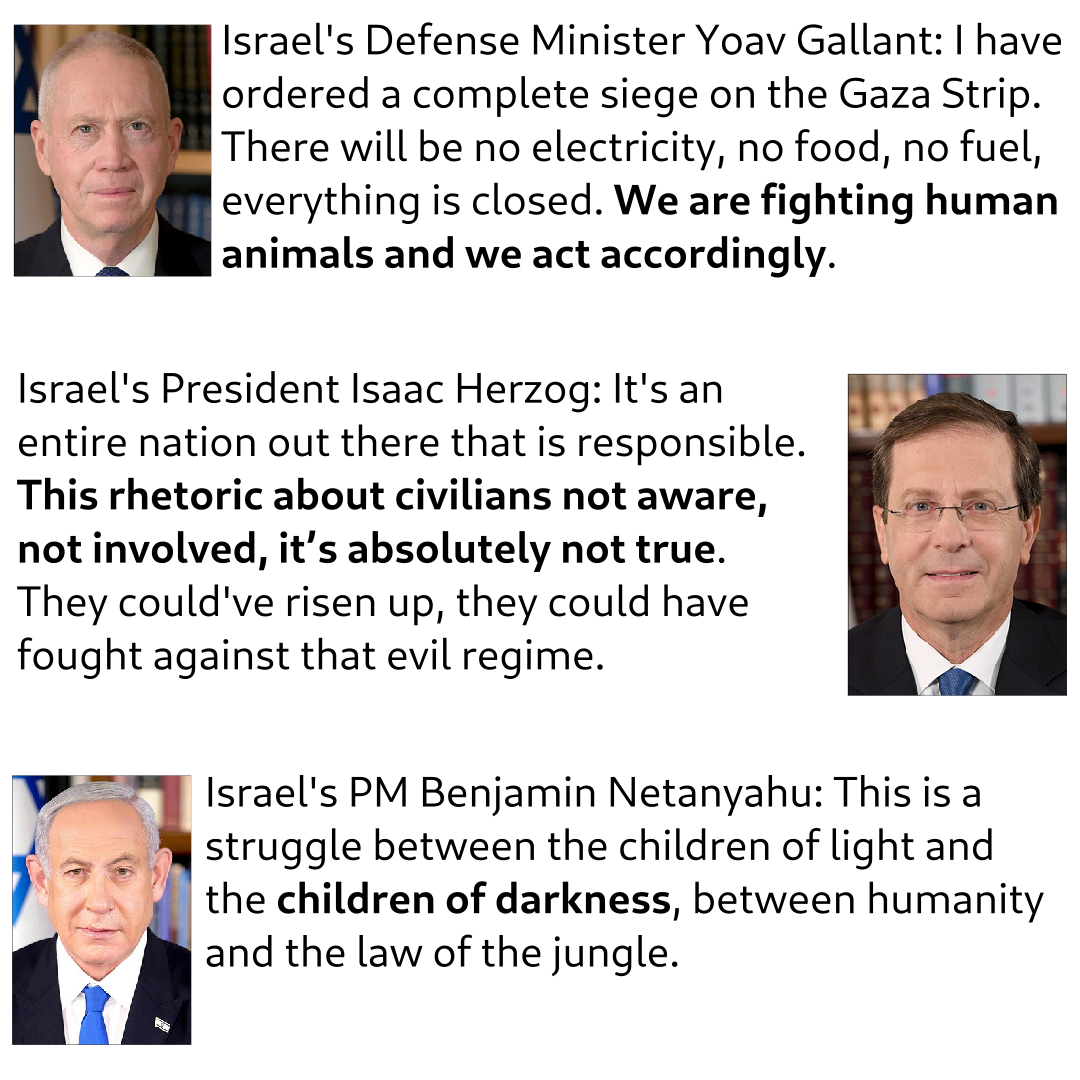 Israel's Defense Minister Yoav Gallant: I have
ordered a complete siege on the Gaza Strip.
There will be no electricity, no food, no fuel,
everything is closed. We are fighting human
animals and we act accordingly.
Israel's President Isaac Herzog: It's an
entire nation out there that is responsible.
This rhetoric about civilians not aware,
not involved, it’s absolutely not true.
They could've risen up, they could have
fought against that evil regime.
Israel's PM Benjamin Netanyahu: This is a
struggle between the children of light and
the children of darkness, between humanity
and the law of the jungle.